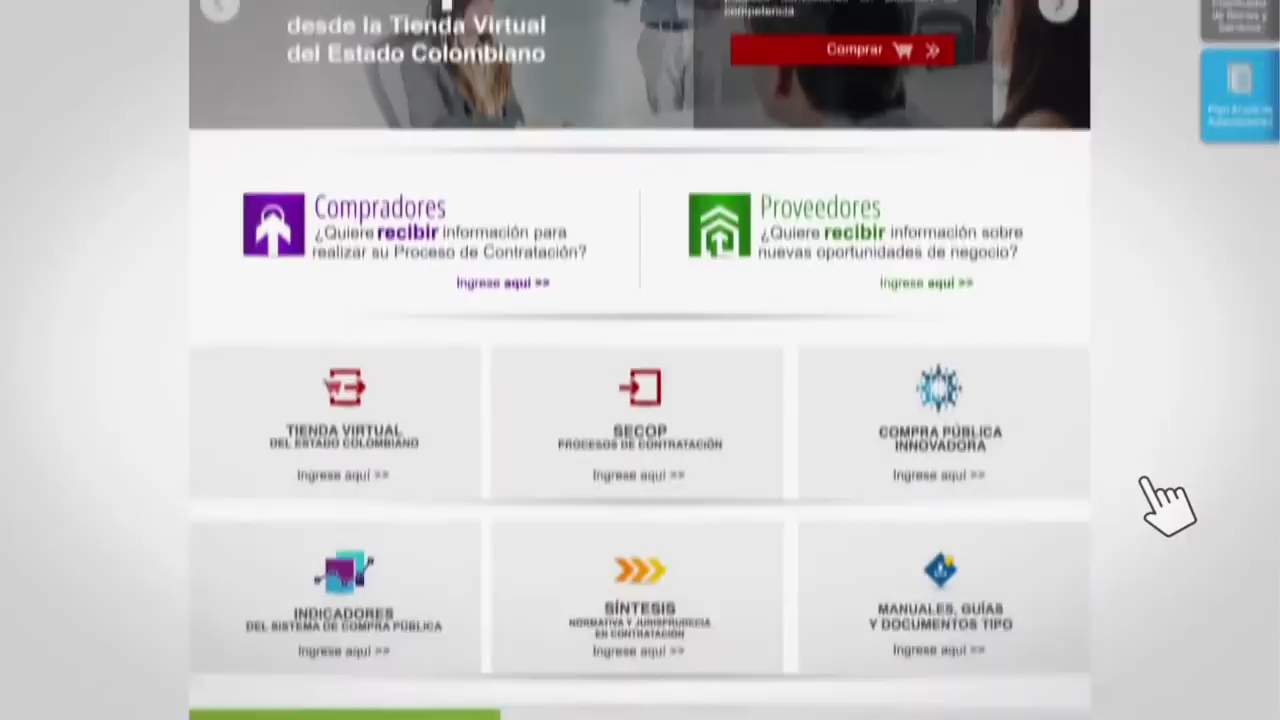 desde la Tienda Virtual
del Estado Colombiano
competencia
Comprar
Compradores
¿Quiere recibir información para
realizar su Proceso de Contratación?
Ingrese aquí >>
Proveedores
¿Quiere recibir información sobre
nuevas oportunidades de negocio?
Ingrese aquí >>
TIENDA VIRTUAL
DEL ESTADO COLOMBIANO
Ingrese aquí >>
SECOP
PROCESOS DE CONTRATACIÓN
Ingrese aquí >>
COMPRA PÚBLICA
INNOVADORA
Ingrese aquí >>
INDICADORES
DEL SISTEMA DE COMPRA PÚBLICA
Ingrese aquí >>
SÍNTESIS
NORMATIVA Y
EN CONTRATACIÓN
Ingrese aquí >>
MANUALES, GUÍAS
Y DOCUMENTOS TIPO
Ingrese aquí >>